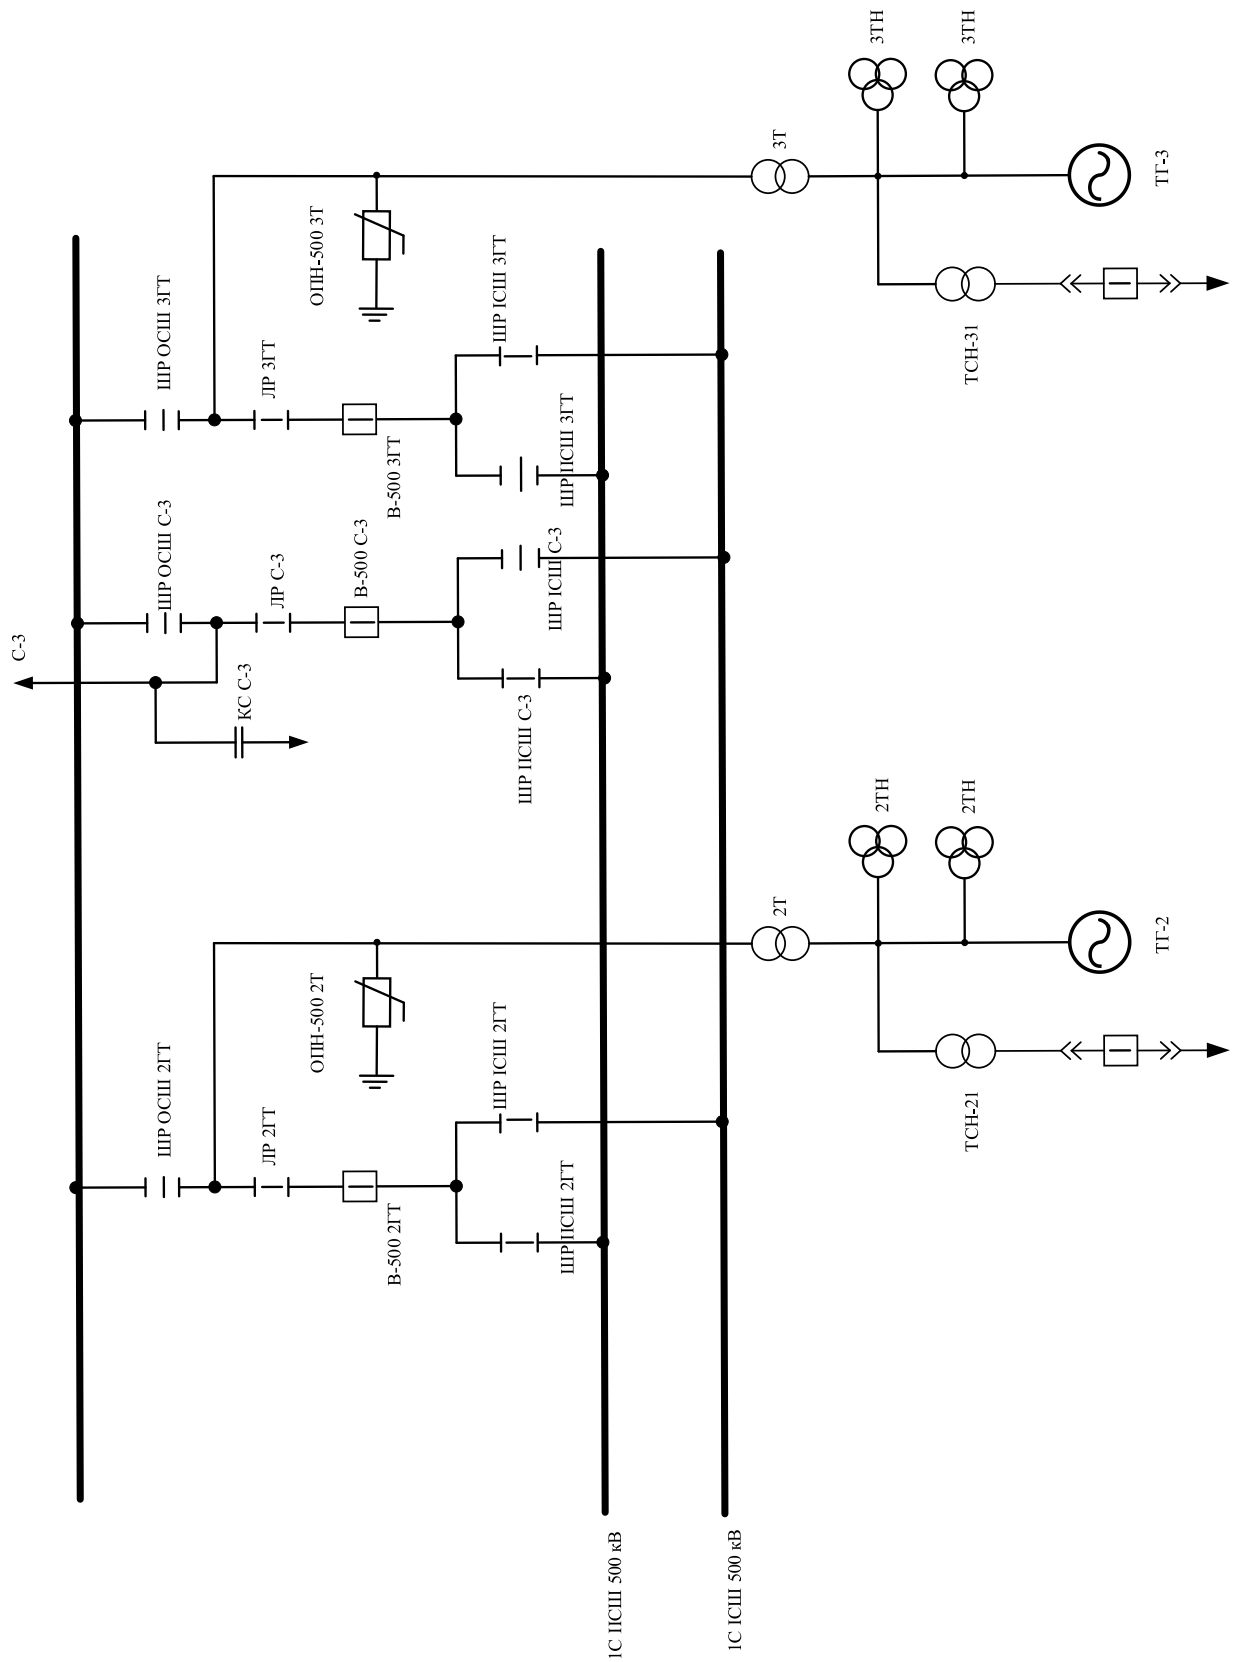 С-3
1С IIСШ 500 кВ
1С IСШ 500 кВ
ШР ОСШ 2ГТ
ЛР 2ГТ
В-500 2ГТ
ШР IIСШ 2ГТ
ШР IСШ 2ГТ
ОПН-500 2Т
2Т
2ТН
2ТН
ТСН-21
ТГ-2
КС С-3
ШР ОСШ С-3
ЛР С-3
В-500 С-3
ШР IIСШ С-3
ШР IСШ С-3
ШР ОСШ 3ГТ
ЛР 3ГТ
В-500 3ГТ
ШР IIСШ 3ГТ
ШР IСШ 3ГТ
ОПН-500 3Т
3Т
3ТН
3ТН
ТСН-31
ТГ-3